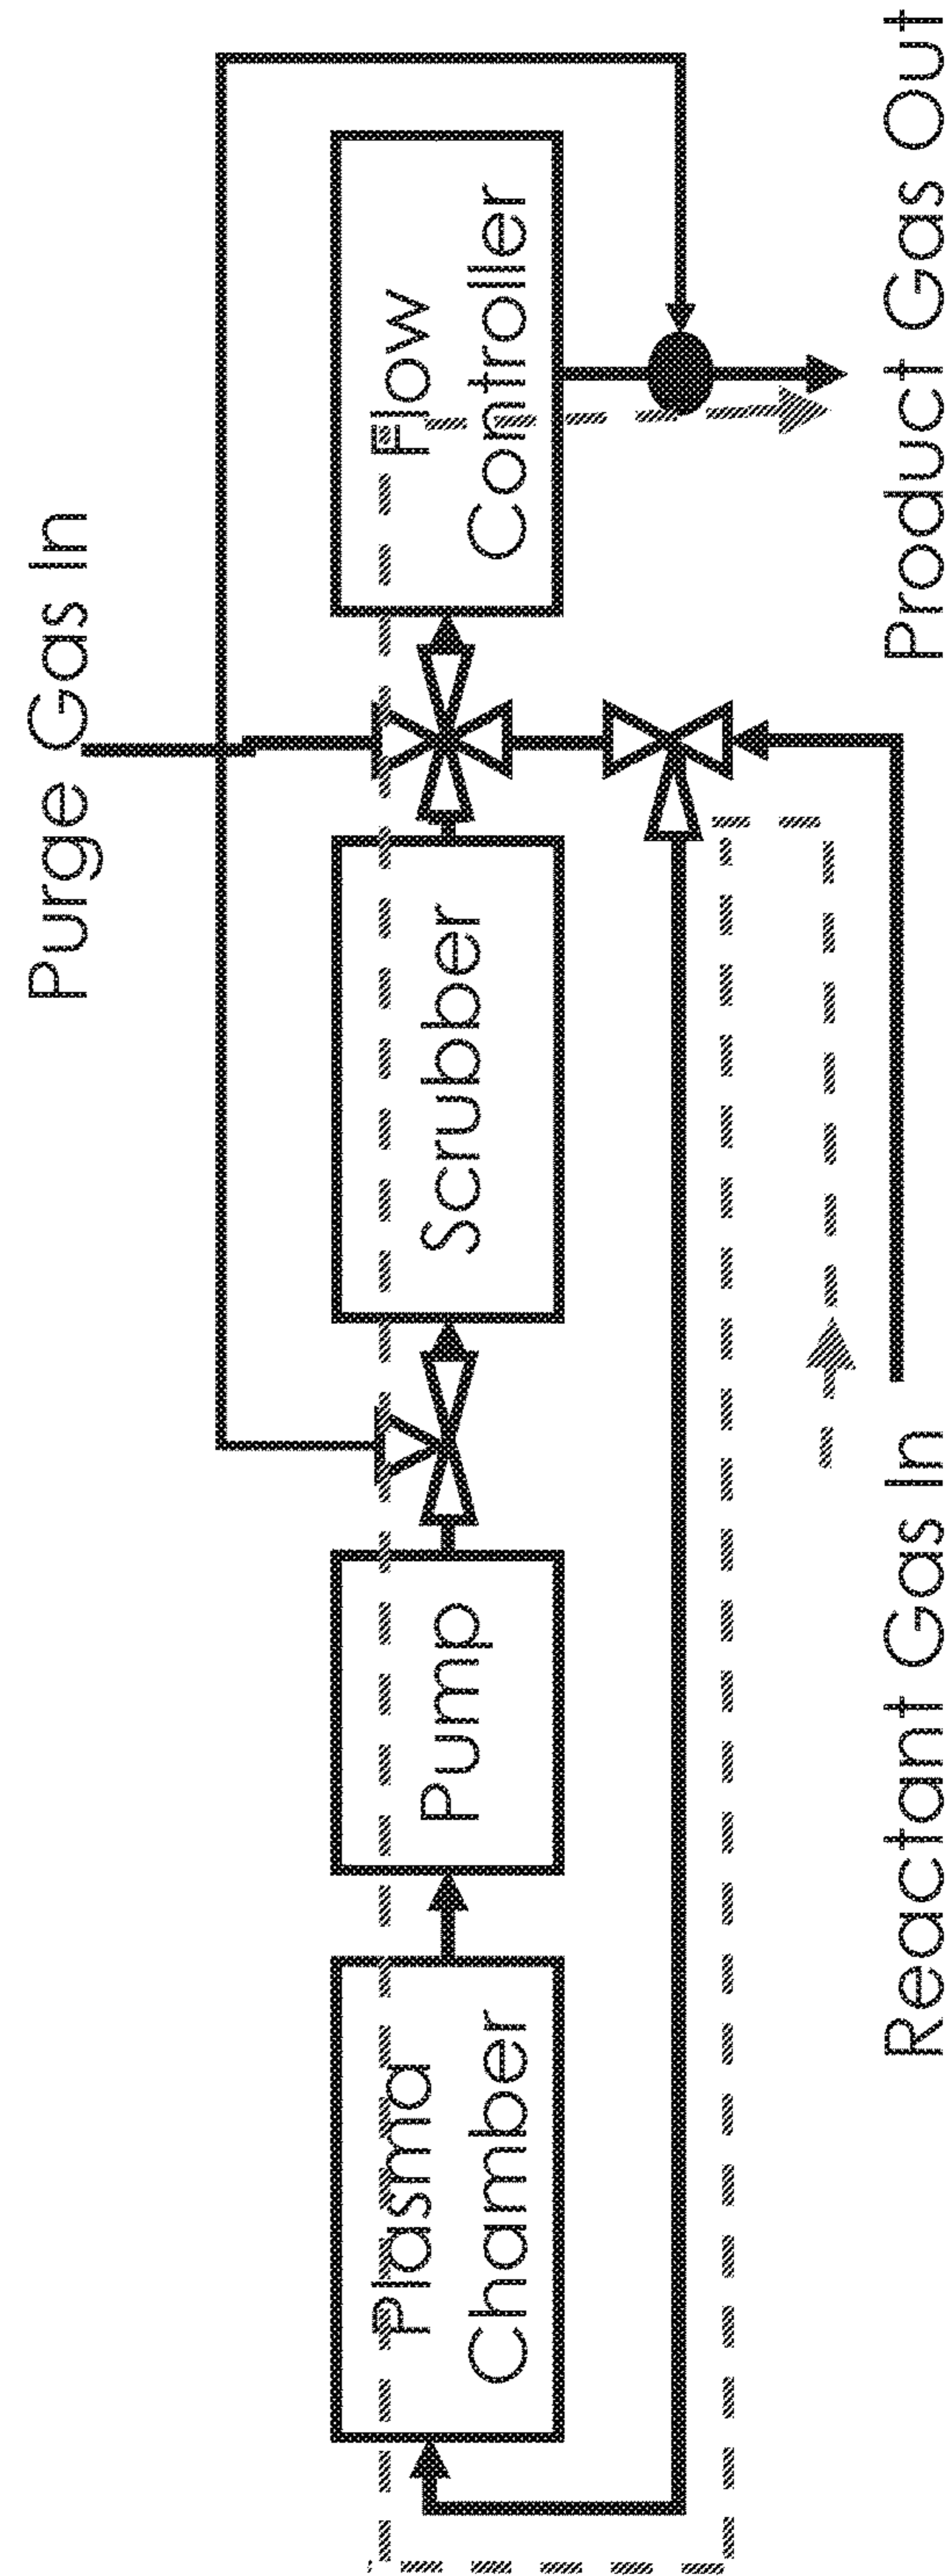 Purge Gas In
Plasma
Chamber
Pump
Scrubber
Flow
Controller
Reactant Gas In
Product Gas Out